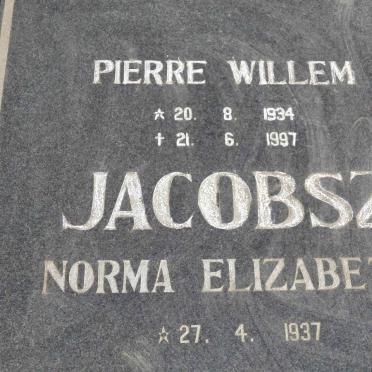 PIERRE WILLEM
☆ 20. 8. 1934
✝ 21. 6. 1997
JACOBSZ
NORMA ELIZABET
☆ 27. 4. 1937